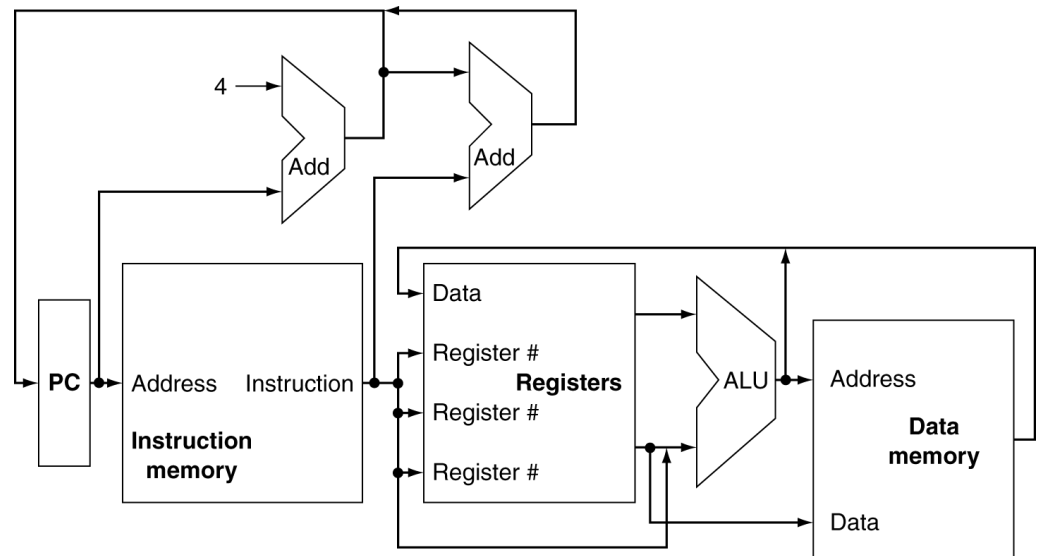 4
Add
Add
Data
Register #
PC
Address
Instruction
Registers
ALU
Address
Register #
Instruction
memory
Data
memory
Register #
Data